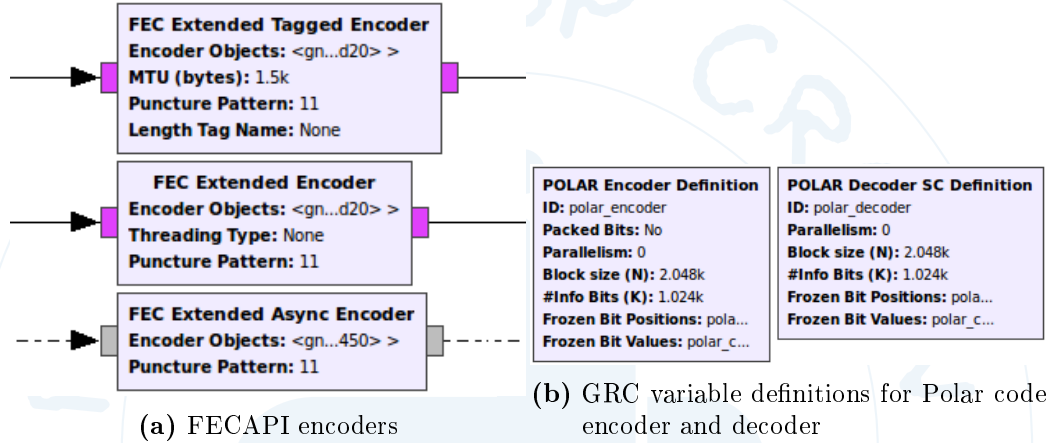 FEC Extended Tagged Encoder
Encoder Objects: <gn...d20> >
MTU (bytes): 1.5k
Puncture Pattern: 11
Length Tag Name: None
FEC Extended Encoder
Encoder Objects: <gn...d20> >
Threading Type: None
Puncture Pattern: 11
FEC Extended Async Encoder
Encoder Objects: <gn...450> >
Puncture Pattern: 11
(a) FECAPI encoders
POLAR Encoder Definition
ID: polar_encoder
Packed Bits: No
Parallelism: 0
Block size (N): 2.048k
#Info Bits (K): 1.024k
Frozen Bit Positions: pola...
Frozen Bit Values: polar_c...
POLAR Decoder SC Definition
ID: polar_decoder
Parallelism: 0
Block size (N): 2.048k
#Info Bits (K): 1.024k
Frozen Bit Positions: pola...
Frozen Bit Values: polar_c...
(b) GRC variable definitions for Polar code
encoder and decoder